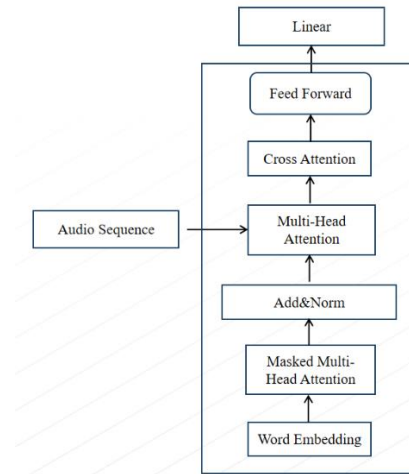 Linear
Feed Forward
Cross Attention
Audio Sequence
Multi-Head
Attention
Add&Norm
Masked Multi-
Head Attention
Word Embedding